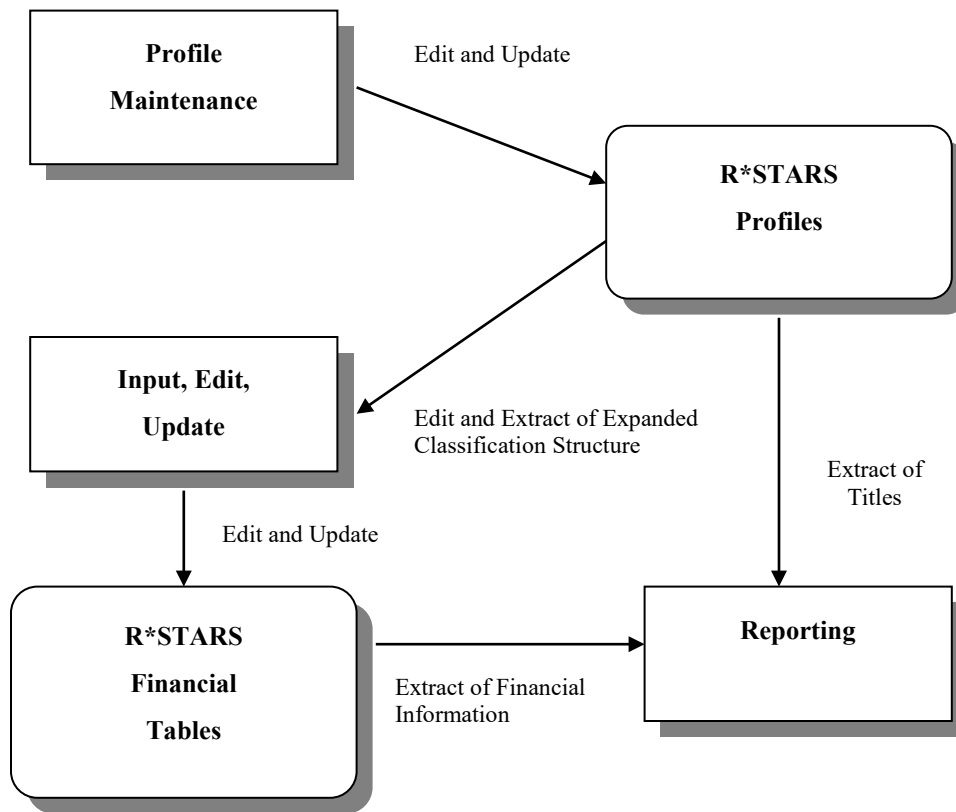 Profile
Maintenance
Edit and Update
R*STARS
Profiles
Input, Edit,
Update
Edit and Extract of Expanded
Classification Structure
Extract of
Titles
Edit and Update
R*STARS
Financial
Tables
Extract of Financial
Information
Reporting